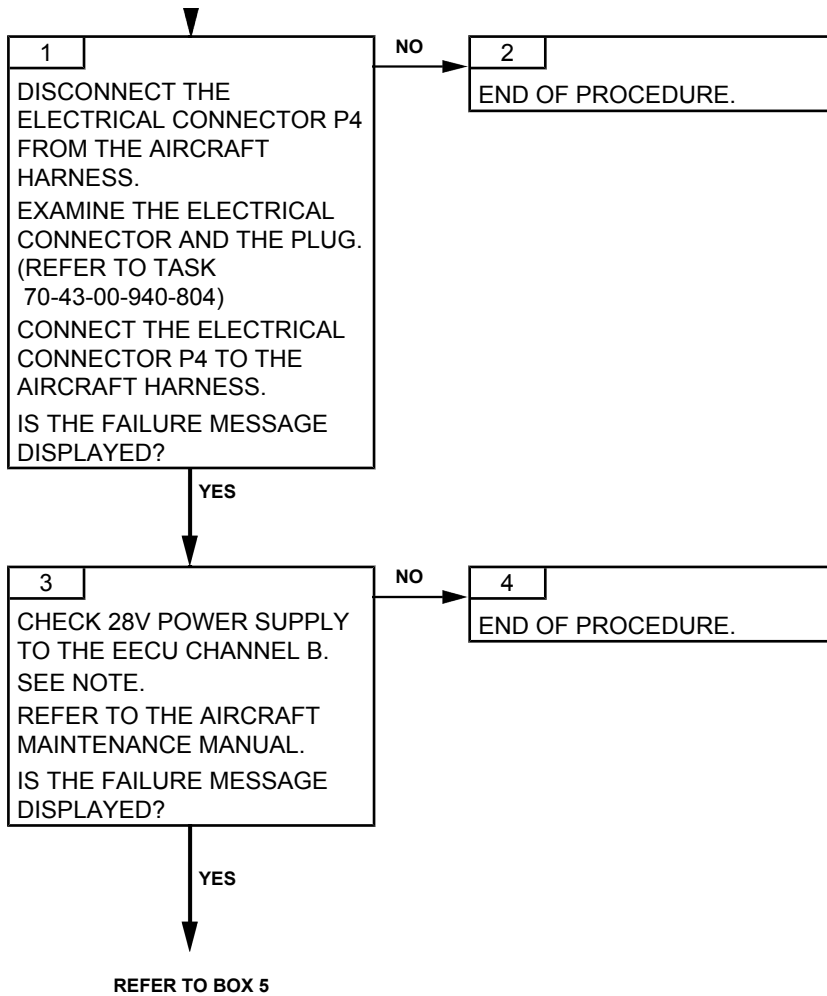 1
DISCONNECT THE
ELECTRICAL CONNECTOR P4
FROM THE AIRCRAFT
HARNESS.
EXAMINE THE ELECTRICAL
CONNECTOR AND THE PLUG.
(REFER TO TASK
70-43-00-940-804)
CONNECT THE ELECTRICAL
CONNECTOR P4 TO THE
AIRCRAFT HARNESS.
IS THE FAILURE MESSAGE
DISPLAYED?
NO
2
END OF PROCEDURE.
YES
3
CHECK 28V POWER SUPPLY
TO THE EECU CHANNEL B.
SEE NOTE.
REFER TO THE AIRCRAFT
MAINTENANCE MANUAL.
IS THE FAILURE MESSAGE
DISPLAYED?
NO
4
END OF PROCEDURE.
YES
REFER TO BOX 5